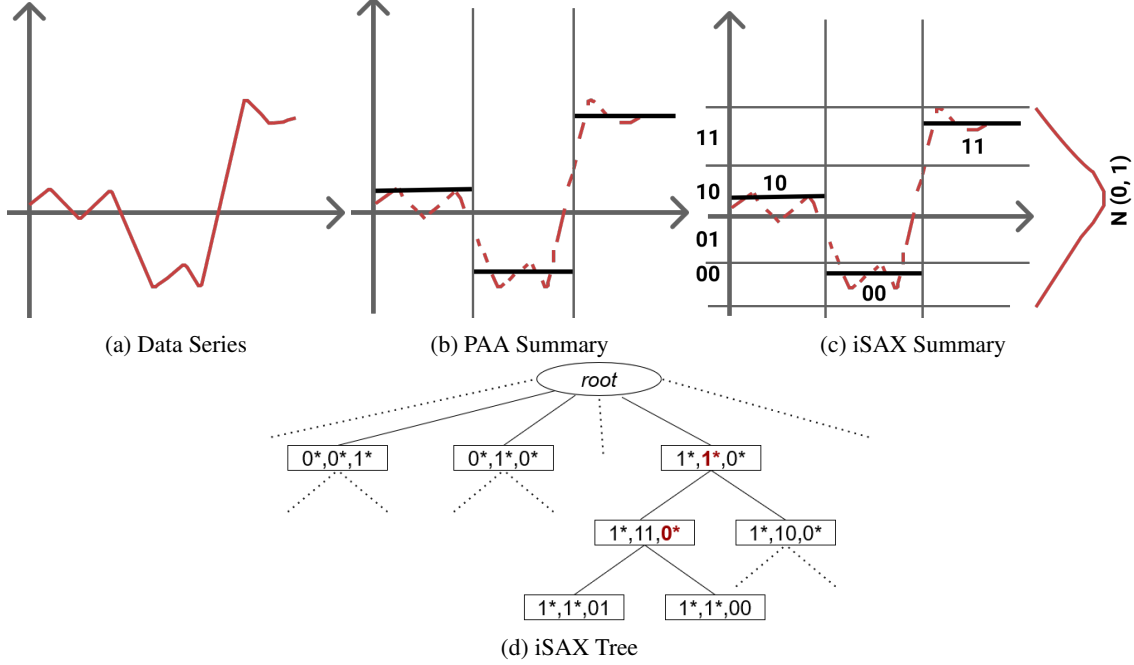 11
10
01
00
10
00
11
N (0, 1)
(a) Data Series
(b) PAA Summary
(c) iSAX Summary
root
0*,0*,1*
0*,1*,0*
1*,1*,0*
1*,11,0*
1*,10,0*
1*,1*,01
1*,1*,00
(d) iSAX Tree